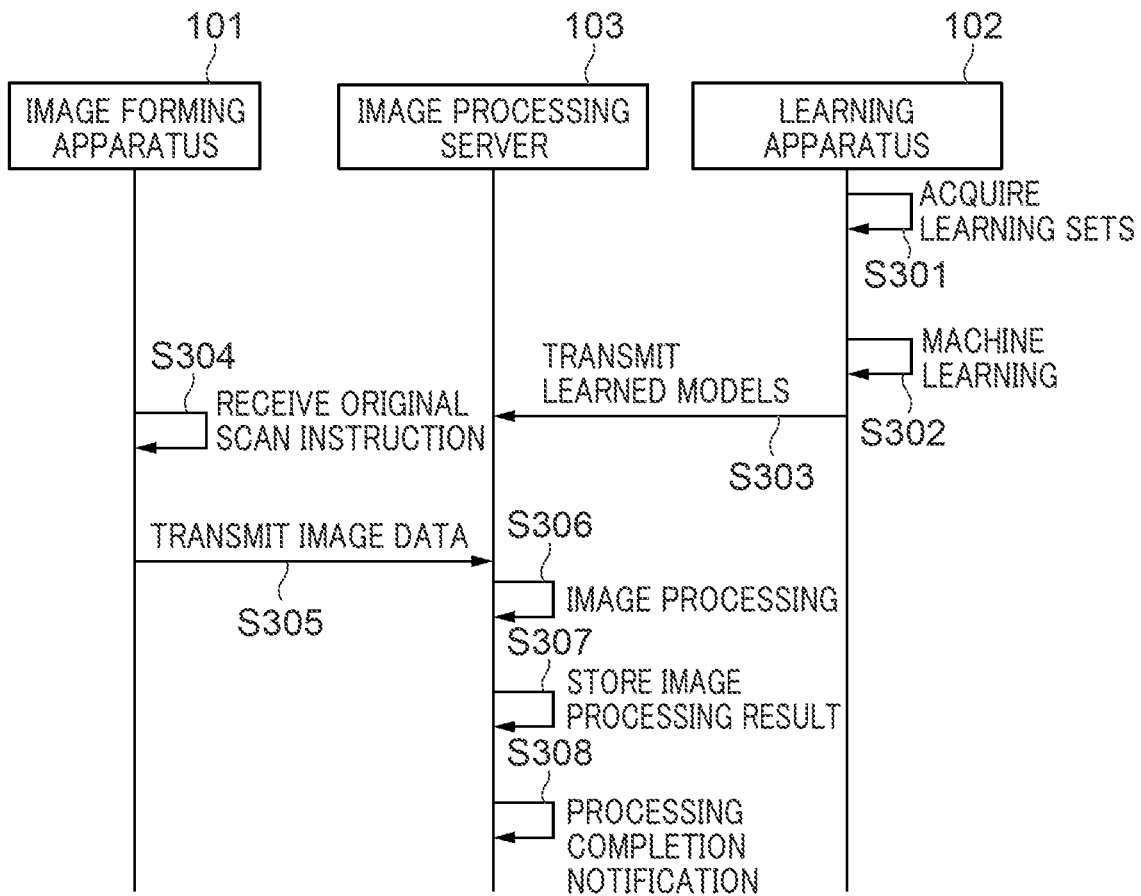 101
103
102
IMAGE FORMING
APPARATUS
IMAGE PROCESSING
SERVER
LEARNING
APPARATUS
ACQUIRE
LEARNING SETS
S301
MACHINE
LEARNING
S302
TRANSMIT
LEARNED MODELS
S303
S304
RECEIVE ORIGINAL
SCAN INSTRUCTION
TRANSMIT IMAGE DATA
S305
S306
IMAGE PROCESSING
S307
STORE IMAGE
PROCESSING RESULT
S308
PROCESSING
COMPLETION
NOTIFICATION